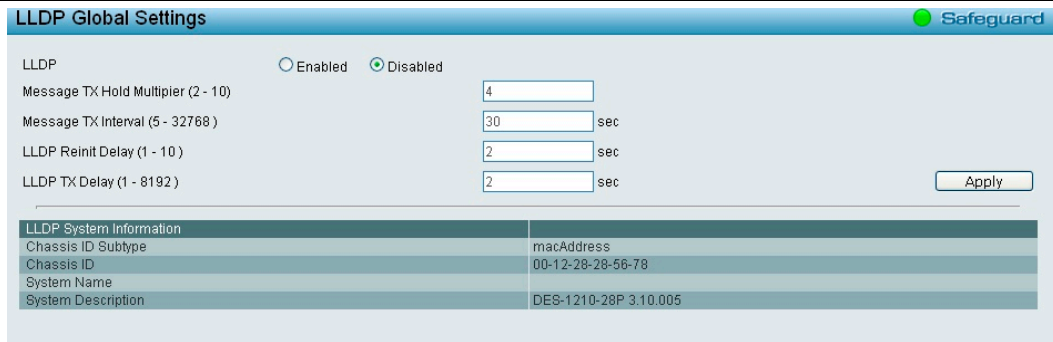 LLDP Global Settings Safeguard
LLDP Enabled Disabled
Message TX Hold Multipier (2 - 10) 4
Message TX Interval (5 - 32768 ) 30 sec
LLDP Reinit Delay (1 - 10 ) 2 sec
LLDP TX Delay (1 - 8192 ) 2 sec Apply
LLDP System Information
Chassis ID Subtype macAddress
Chassis ID 00-12-28-28-56-78
System Name
System Description DES-1210-28P 3.10.005